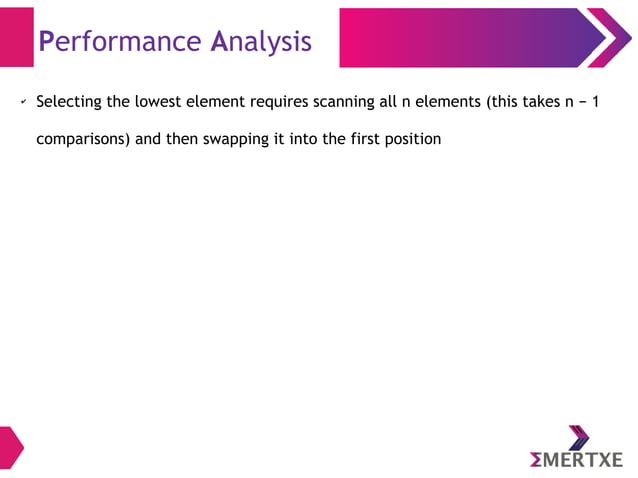 Performance Analysis
✔ Selecting the lowest element requires scanning all n elements (this takes n − 1
comparisons) and then swapping it into the first position
ΣMERTXE